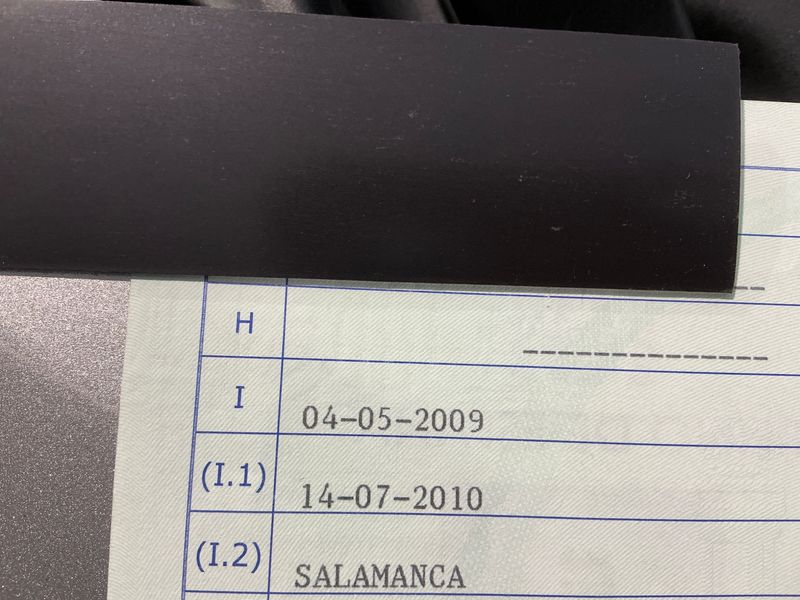 H --------------
I 04-05-2009
(I.1) 14-07-2010
(I.2) SALAMANCA